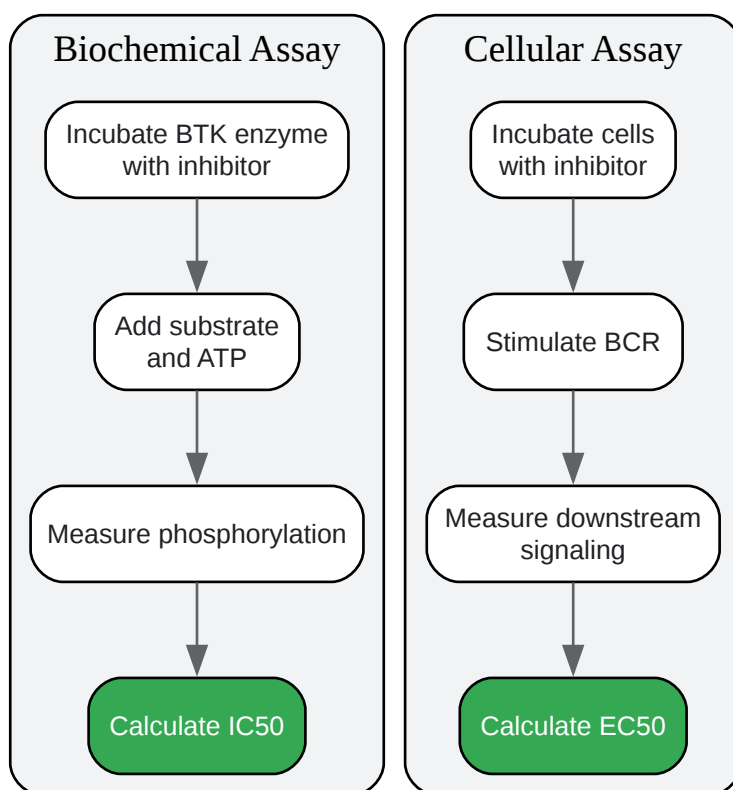 Biochemical Assay
Incubate BTK enzyme
with inhibitor
Add substrate
and ATP
Measure phosphorylation
Calculate IC50
Cellular Assay
Incubate cells
with inhibitor
Stimulate BCR
Measure downstream
signaling
Calculate EC50